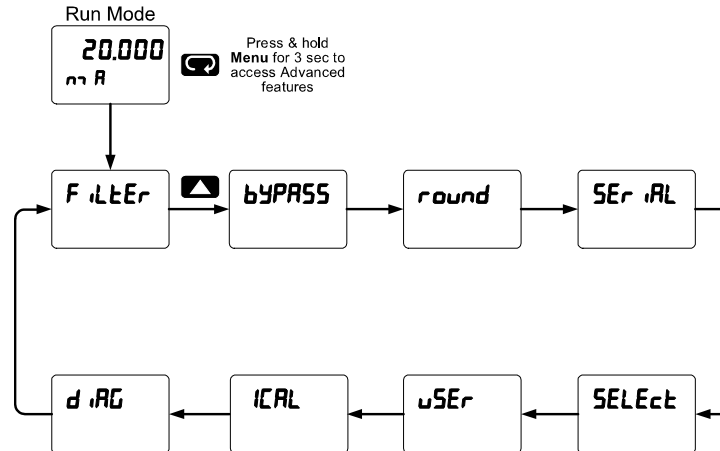 Run Mode
20.000
mA
Press & hold
Menu for 3 sec to
access Advanced
features
FiLtEr
bYPASS
round
SEriAL
diAG
ICAL
uSEr
SELEct